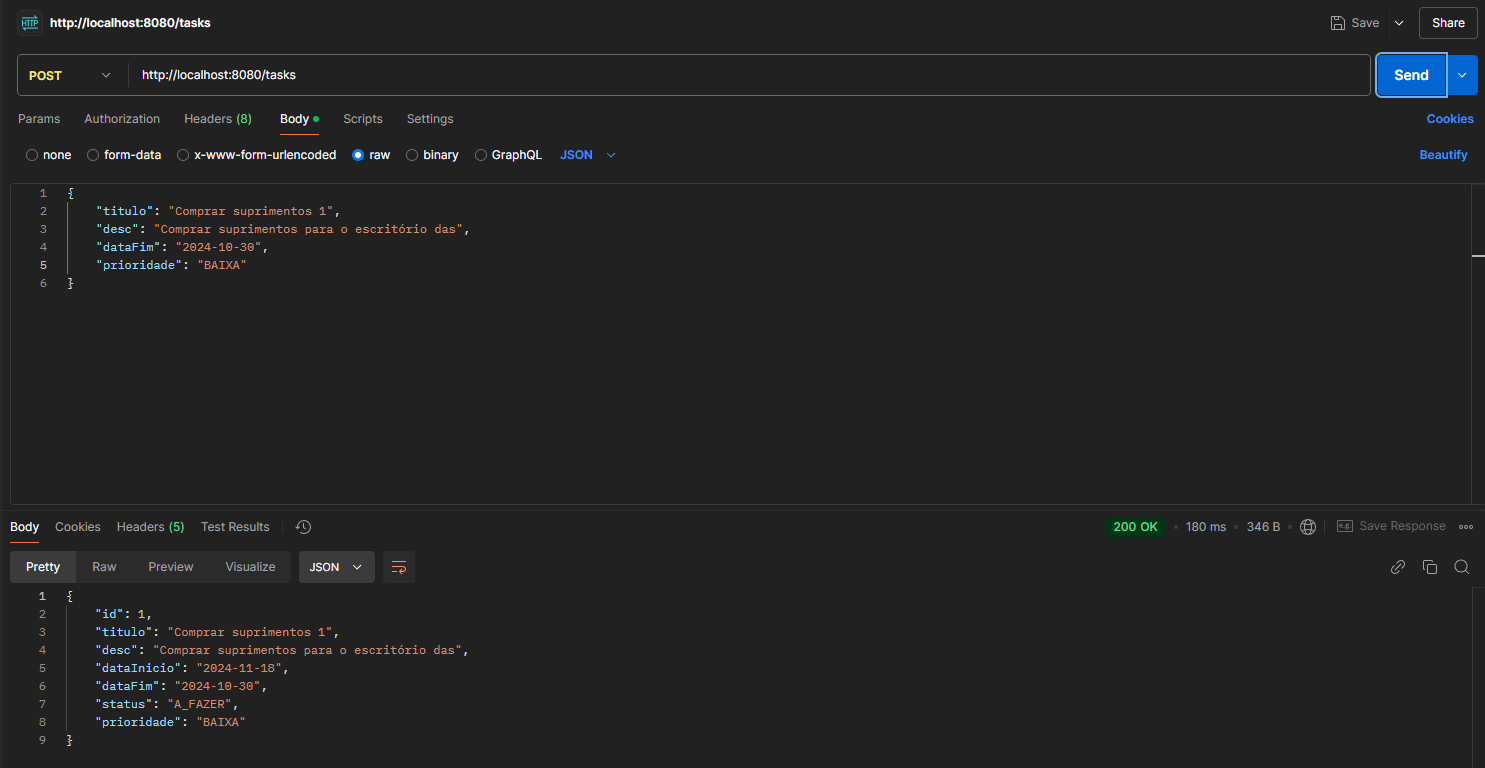 HTTP http://localhost:8080/tasks Save Share
POST http://localhost:8080/tasks Send
Params Authorization Headers (8) Body Scripts Settings Cookies
none form-data x-www-form-urlencoded raw binary GraphQL JSON Beautify
1 {
2 "titulo": "Comprar suprimentos 1",
3 "desc": "Comprar suprimentos para o escritório das",
4 "dataFim": "2024-10-30",
5 "prioridade": "BAIXA"
6 }
Body Cookies Headers (5) Test Results 200 OK • 180 ms • 346 B • Save Response
Pretty Raw Preview Visualize JSON
1 {
2 "id": 1,
3 "titulo": "Comprar suprimentos 1",
4 "desc": "Comprar suprimentos para o escritório das",
5 "dataInicio": "2024-11-18",
6 "dataFim": "2024-10-30",
7 "status": "A_FAZER",
8 "prioridade": "BAIXA"
9 }